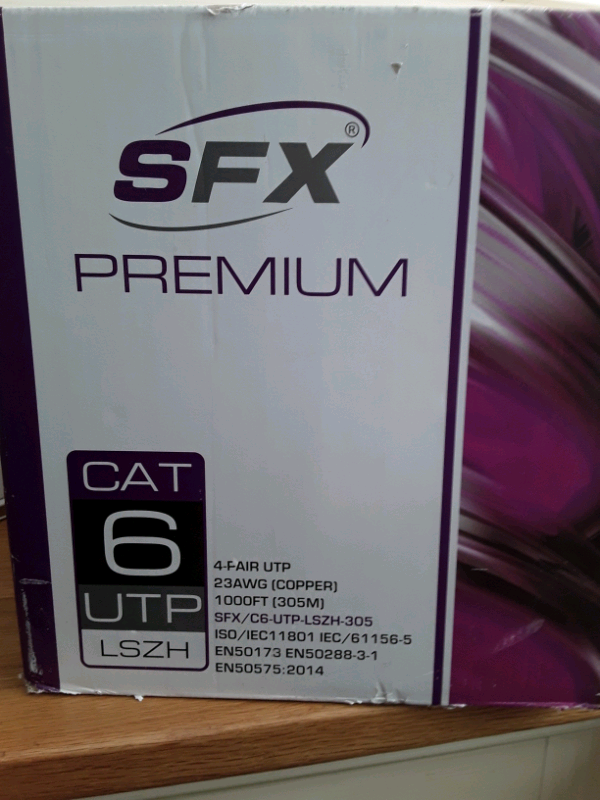 SFX®
PREMIUM
CAT
6
UTP
LSZH
4-PAIR UTP
23AWG (COPPER)
1000FT (305M)
SFX/C6-UTP-LSZH-305
ISO/IEC11801 IEC/61156-5
EN50173 EN50288-3-1
EN50575:2014